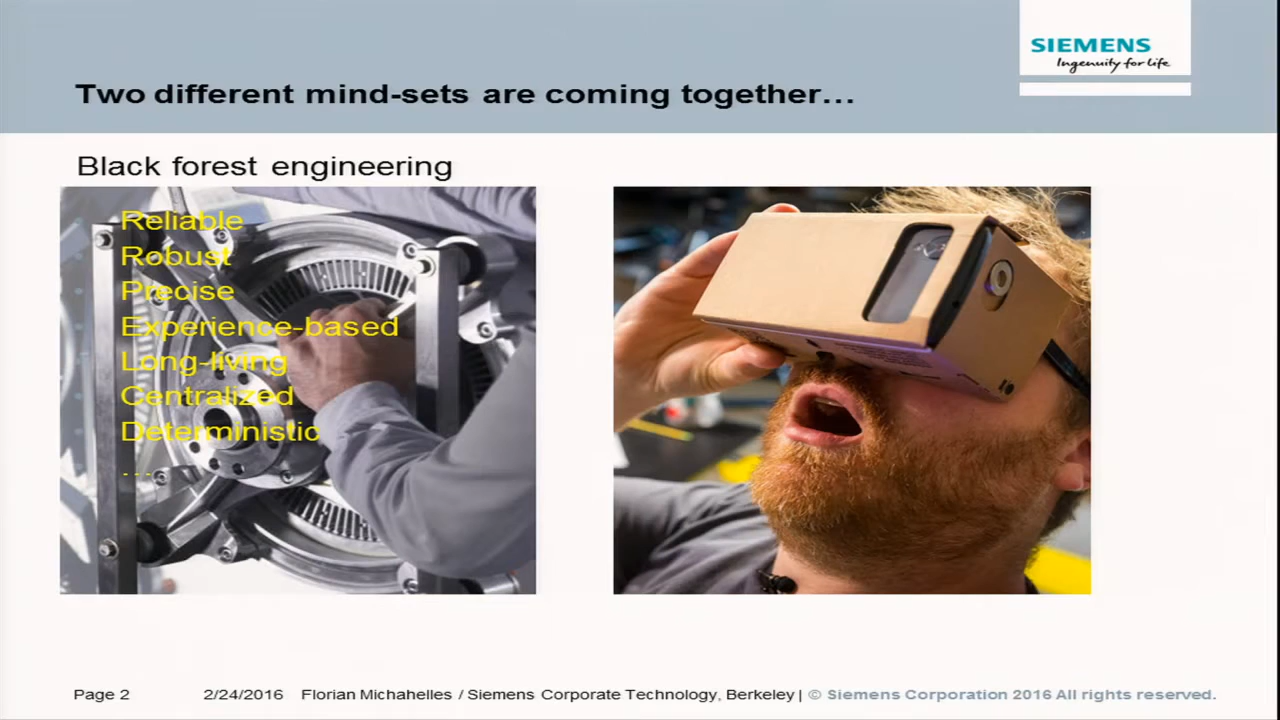 SIEMENS
Ingenuity for life
Two different mind-sets are coming together…
Black forest engineering
Reliable
Robust
Precise
Experience-based
Long-living
Centralized
Deterministic
…
Page 2 2/24/2016 Florian Michahelles / Siemens Corporate Technology, Berkeley | © Siemens Corporation 2016 All rights reserved.